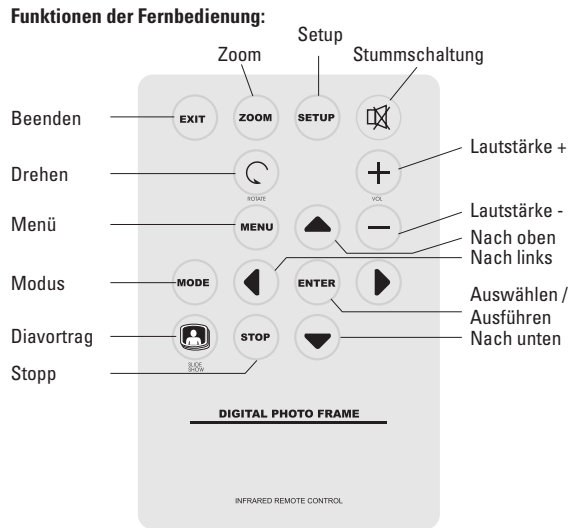 Funktionen der Fernbedienung:
Setup
Zoom
Stummschaltung
Beenden
EXIT
ZOOM
SETUP
Lautstärke +
Drehen
ROTATE
VOL
Menü
MENU
Lautstärke -
Nach oben
Nach links
Modus
MODE
ENTER
Auswählen /
Ausführen
Diavortrag
STOP
Nach unten
SLIDE
SHOW
Stopp
DIGITAL PHOTO FRAME
INFRARED REMOTE CONTROL